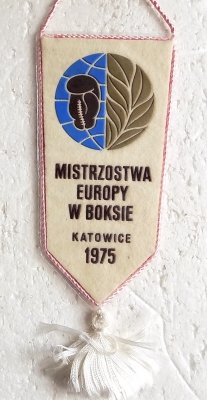 MISTRZOSTWA
EUROPY
W BOKSIE
KATOWICE
1975